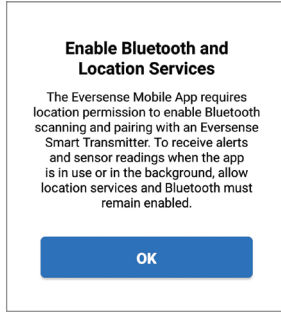 Enable Bluetooth and
Location Services
The Eversense Mobile App requires
location permission to enable Bluetooth
scanning and pairing with an Eversense
Smart Transmitter. To receive alerts
and sensor readings when the app
is in use or in the background, allow
location services and Bluetooth must
remain enabled.
OK